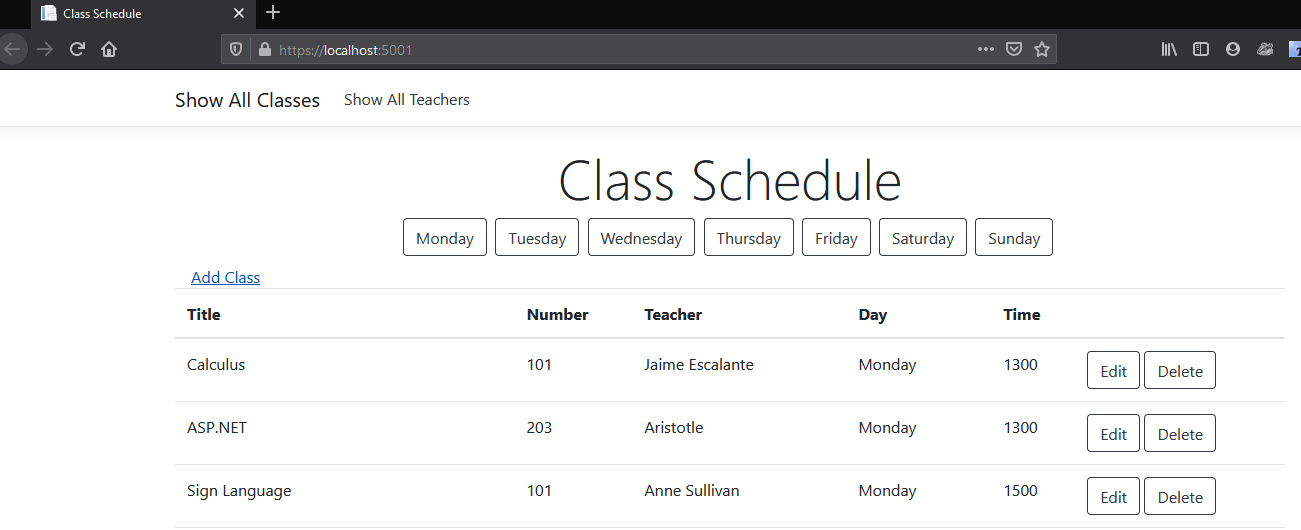 Class Schedule
https://localhost:5001
Show All Classes Show All Teachers
Class Schedule
Monday Tuesday Wednesday Thursday Friday Saturday Sunday
Add Class
Title Number Teacher Day Time
Calculus 101 Jaime Escalante Monday 1300 Edit Delete
ASP.NET 203 Aristotle Monday 1300 Edit Delete
Sign Language 101 Anne Sullivan Monday 1500 Edit Delete